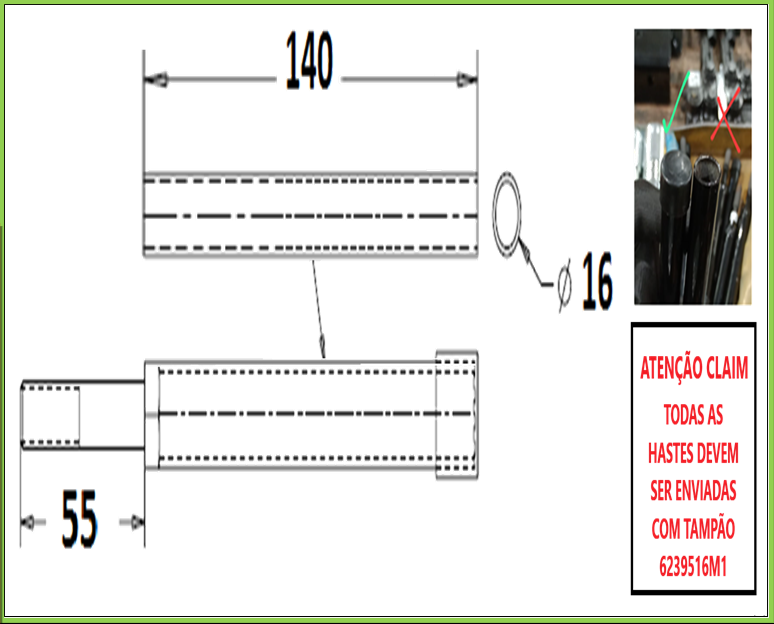 140
⌀ 16
55
ATENÇÃO CLAIM
TODAS AS
HASTES DEVEM
SER ENVIADAS
COM TAMPÃO
6239516M1